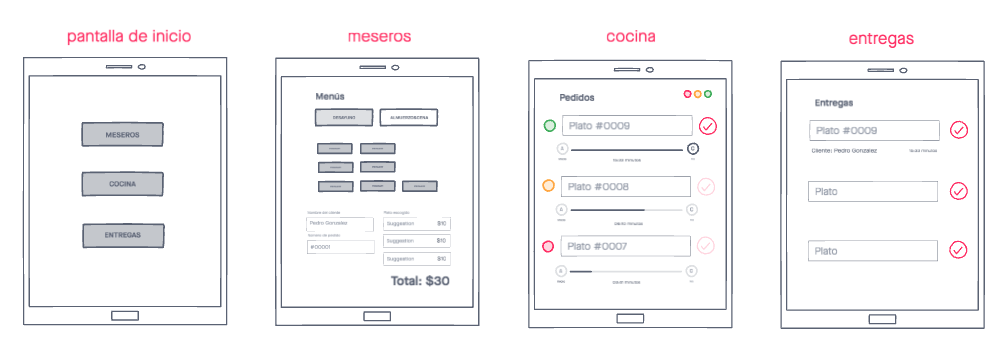 pantalla de inicio
MESEROS
COCINA
ENTREGAS
meseros
Menús
DESAYUNO
ALMUERZO/CENA
Nombre del cliente
Pedro Gonzalez
Numero de pedido
#00001
Plato escogido
Suggestion $10
Suggestion $10
Suggestion $10
Total: $30
cocina
Pedidos
Plato #0009
Plato #0008
Plato #0007
entregas
Entregas
Plato #0009
Cliente: Pedro Gonzalez
Plato
Plato